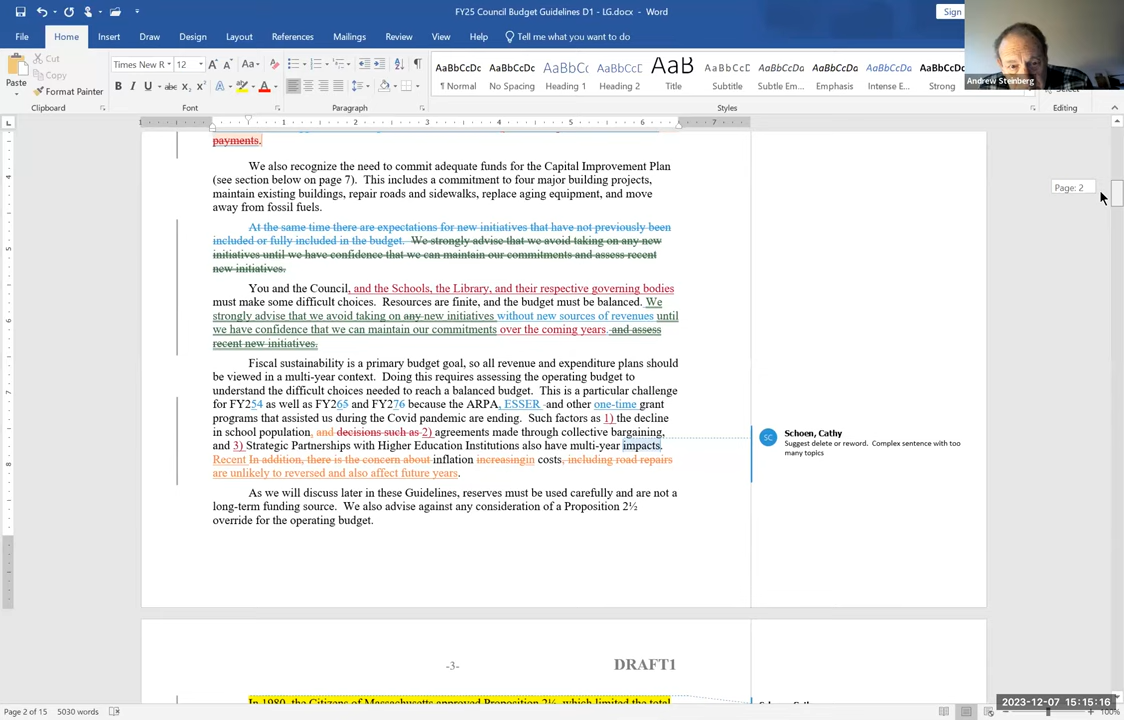 FY25 Council Budget Guidelines D1 - LG.docx - Word
Sign
File Home Insert Draw Design Layout References Mailings Review View Help Tell me what you want to do
Andrew Steinberg
Paste
Cut
Copy
Format Painter
Clipboard
Times New R 12
Font
Paragraph
AaBbCcDc AaBbCcDc AaBbC AaBbCcC AaB AaBbCcD AaBbCcDa AaBbCcDa AaBbCcDa AaBbCcDc
¶ Normal No Spacing Heading 1 Heading 2 Title Subtitle Subtle Em... Emphasis Intense E... Strong
Styles
Editing
payments.
We also recognize the need to commit adequate funds for the Capital Improvement Plan
(see section below on page 7). This includes a commitment to four major building projects,
maintain existing buildings, repair roads and sidewalks, replace aging equipment, and move
away from fossil fuels.
Page: 2
At the same time there are expectations for new initiatives that have not previously been
included or fully included in the budget. We strongly advise that we avoid taking on any new
initiatives until we have confidence that we can maintain our commitments and assess recent
new initiatives.
You and the Council, and the Schools, the Library, and their respective governing bodies
must make some difficult choices. Resources are finite, and the budget must be balanced. We
strongly advise that we avoid taking on any new initiatives without new sources of revenues until
we have confidence that we can maintain our commitments over the coming years. and assess
recent new initiatives.
Fiscal sustainability is a primary budget goal, so all revenue and expenditure plans should
be viewed in a multi-year context. Doing this requires assessing the operating budget to
understand the difficult choices needed to reach a balanced budget. This is a particular challenge
for FY254 as well as FY265 and FY276 because the ARPA, ESSER and other one-time grant
programs that assisted us during the Covid pandemic are ending. Such factors as 1) the decline
in school population, and decisions such as 2) agreements made through collective bargaining,
and 3) Strategic Partnerships with Higher Education Institutions also have multi-year impacts.
Recent In addition, there is the concern about inflation increasingin costs, including road repairs
are unlikely to reversed and also affect future years.
SC Schoen, Cathy
Suggest delete or reword. Complex sentence with too
many topics
As we will discuss later in these Guidelines, reserves must be used carefully and are not a
long-term funding source. We also advise against any consideration of a Proposition 2½
override for the operating budget.
-3- DRAFT1
In 1980, the Citizens of Massachusetts approved Proposition 2½, which limited the total
Page 2 of 15 5030 words
2023-12-07 15:15:16
100%